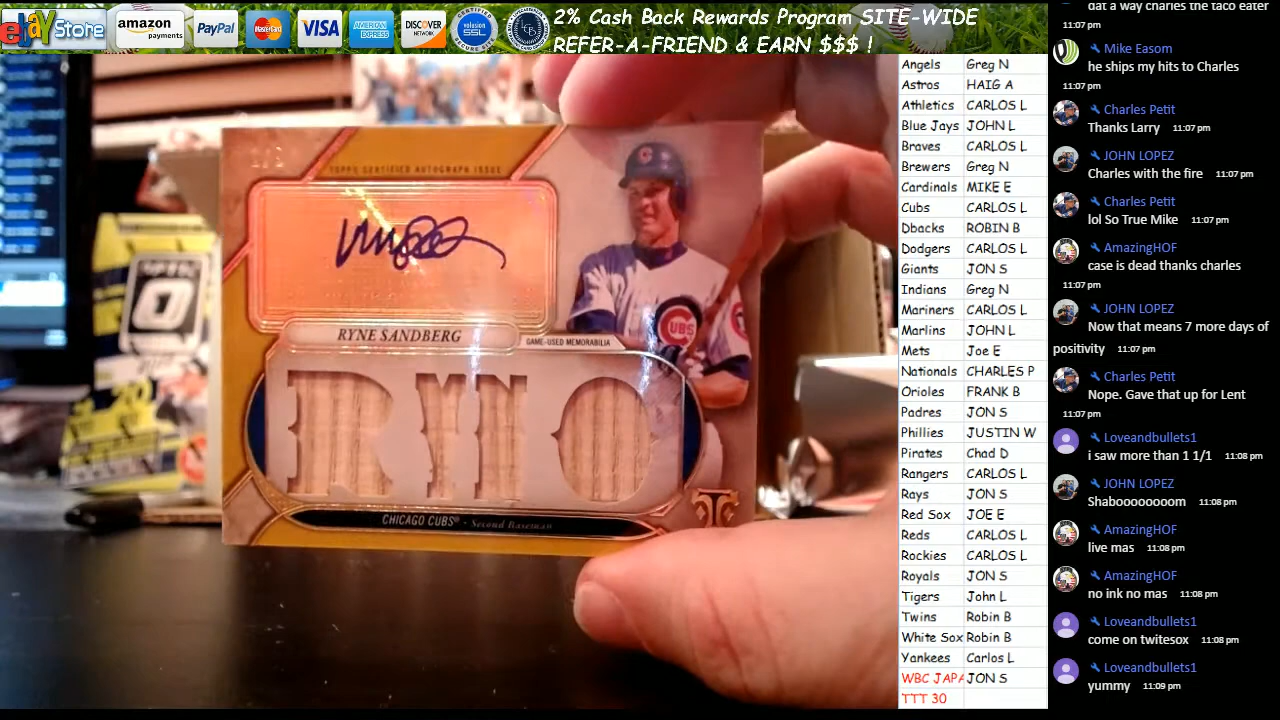 ebay Store
amazon
payments
PayPal
MasterCard
VISA
AMERICAN EXPRESS
DISCOVER
NETWORK
2% Cash Back Rewards Program SITE-WIDE
REFER-A-FRIEND & EARN $$$ !
TOPPS CERTIFIED AUTOGRAPH ISSUE
RYNE SANDBERG
GAME-USED MEMORABILIA
CUBS
RYNO
CHICAGO CUBS® - Second Baseman
Angels Greg N
Astros HAIG A
Athletics CARLOS L
Blue Jays JOHN L
Braves CARLOS L
Brewers Greg N
Cardinals MIKE E
Cubs CARLOS L
Dbacks ROBIN B
Dodgers CARLOS L
Giants JON S
Indians Greg N
Mariners CARLOS L
Marlins JOHN L
Mets Joe E
Nationals CHARLES P
Orioles FRANK B
Padres JON S
Phillies JUSTIN W
Pirates Chad D
Rangers CARLOS L
Rays JON S
Red Sox JOE E
Reds CARLOS L
Rockies CARLOS L
Royals JON S
Tigers John L
Twins Robin B
White Sox Robin B
Yankees Carlos L
WBC JAPA JON S
TTT 30
dat a way charles the taco eater
11:07 pm
Mike Easom
he ships my hits to Charles
11:07 pm
Charles Petit
Thanks Larry 11:07 pm
JOHN LOPEZ
Charles with the fire 11:07 pm
Charles Petit
lol So True Mike 11:07 pm
AmazingHOF
case is dead thanks charles
11:07 pm
JOHN LOPEZ
Now that means 7 more days of
positivity 11:07 pm
Charles Petit
Nope. Gave that up for Lent
11:07 pm
Loveandbullets1
i saw more than 1 1/1 11:08 pm
JOHN LOPEZ
Shaboooooooom 11:08 pm
AmazingHOF
live mas 11:08 pm
AmazingHOF
no ink no mas 11:08 pm
Loveandbullets1
come on twitesox 11:08 pm
Loveandbullets1
yummy 11:09 pm